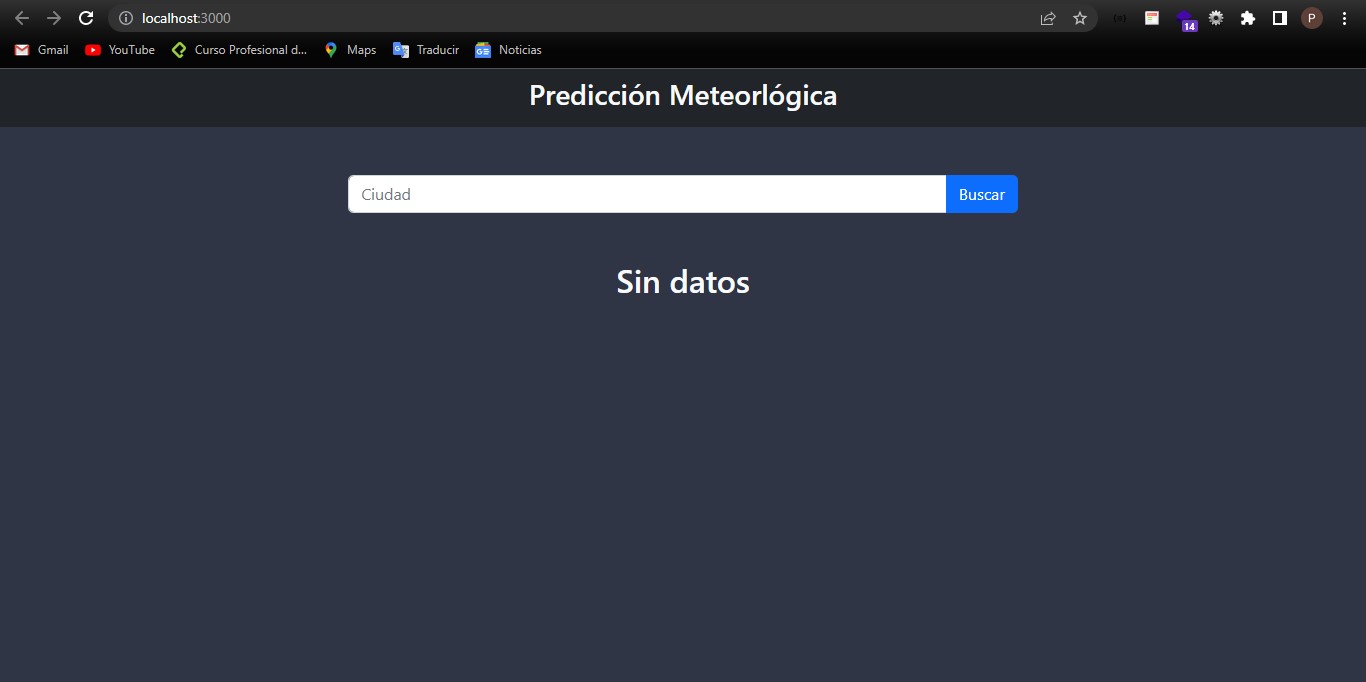 localhost:3000
14
P
Gmail YouTube Curso Profesional d... Maps Traducir Noticias
Predicción Meteorlógica
Ciudad Buscar
Sin datos